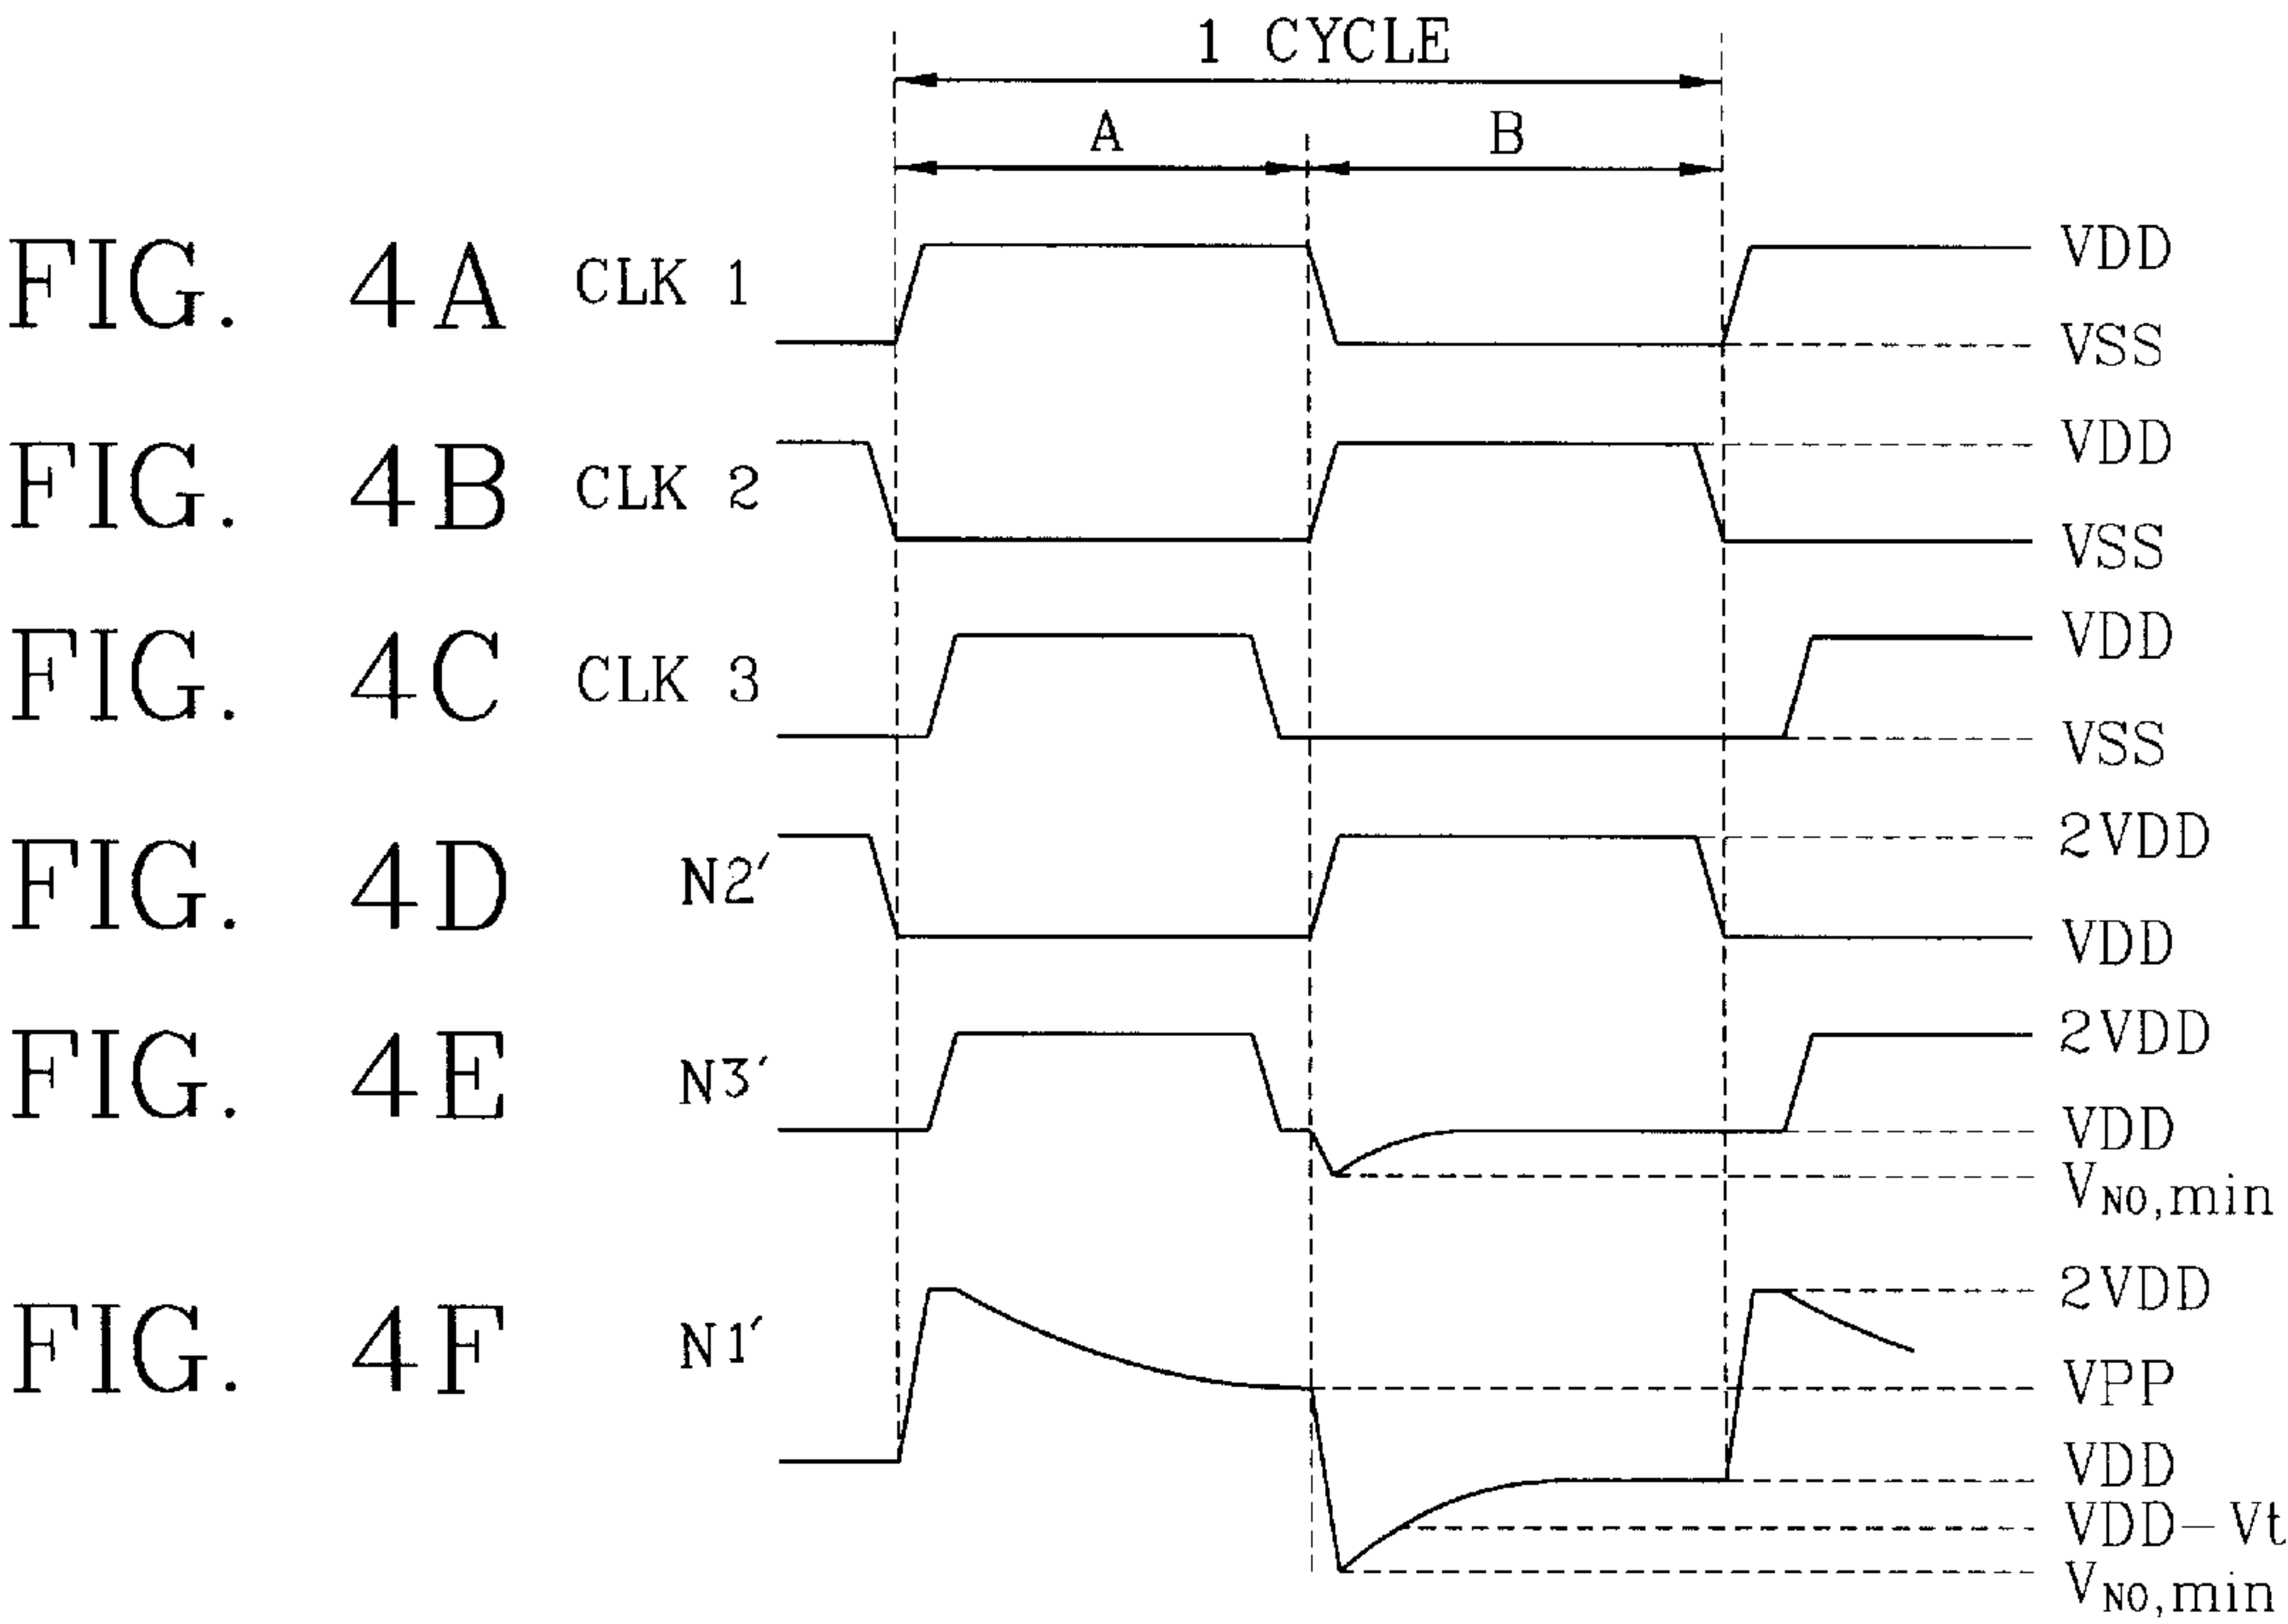 1 CYCLE
A B
FIG. 4A CLK 1 VDD
VSS
FIG. 4B CLK 2 VDD
VSS
FIG. 4C CLK 3 VDD
VSS
FIG. 4D N2′ 2VDD
VDD
FIG. 4E N3′ 2VDD
VDD
VNO,min
FIG. 4F N1′ 2VDD
VPP
VDD
VDD-Vt
VNO,min